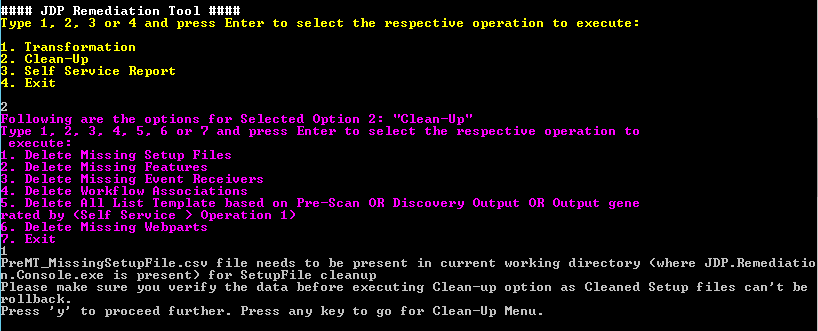 #### JDP Remediation Tool ####
Type 1, 2, 3 or 4 and press Enter to select the respective operation to execute:
1. Transformation
2. Clean-Up
3. Self Service Report
4. Exit
2
Following are the options for Selected Option 2: "Clean-Up"
Type 1, 2, 3, 4, 5, 6 or 7 and press Enter to select the respective operation to
 execute:
1. Delete Missing Setup Files
2. Delete Missing Features
3. Delete Missing Event Receivers
4. Delete Workflow Associations
5. Delete All List Template based on Pre-Scan OR Discovery Output OR Output gene
rated by <Self Service > Operation 1>
6. Delete Missing Webparts
7. Exit
1
PreMT_MissingSetupFile.csv file needs to be present in current working directory (where JDP.Remediatio
n.Console.exe is present) for SetupFile cleanup
Please make sure you verify the data before executing Clean-up option as Cleaned Setup files can't be
rollback.
Press 'y' to proceed further. Press any key to go for Clean-Up Menu.